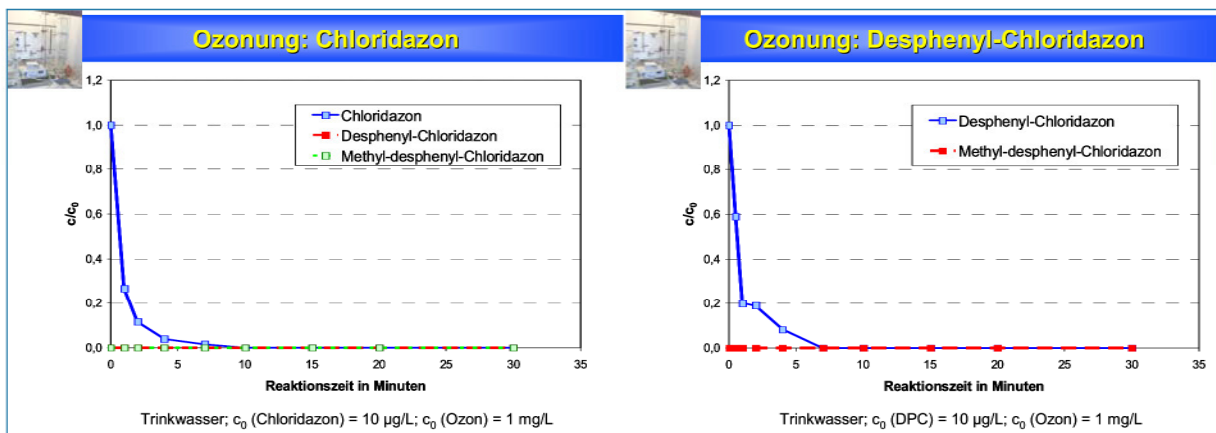 Ozonung: Chloridazon
1,2
1,0
0,8
0,6
0,4
0,2
0,0
c/c₀
Chloridazon
Desphenyl-Chloridazon
Methyl-desphenyl-Chloridazon
0 5 10 15 20 25 30 35
Reaktionszeit in Minuten
Trinkwasser; c₀ (Chloridazon) = 10 µg/L; c₀ (Ozon) = 1 mg/L
Ozonung: Desphenyl-Chloridazon
1,2
1,0
0,8
0,6
0,4
0,2
0,0
c/c₀
Desphenyl-Chloridazon
Methyl-desphenyl-Chloridazon
0 5 10 15 20 25 30 35
Reaktionszeit in Minuten
Trinkwasser; c₀ (DPC) = 10 µg/L; c₀ (Ozon) = 1 mg/L